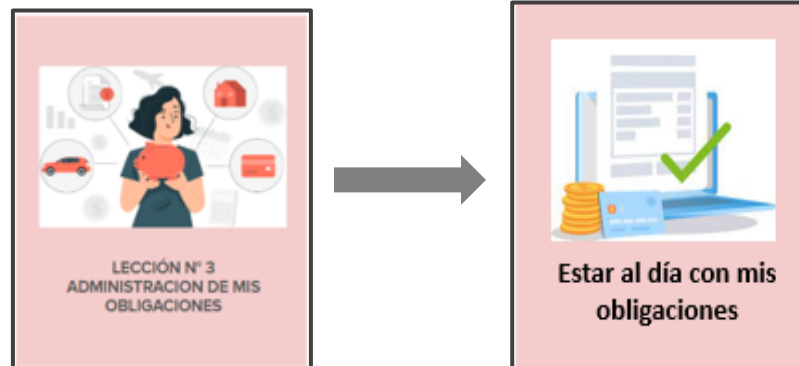 LECCIÓN N° 3
ADMINISTRACION DE MIS
OBLIGACIONES
Estar al día con mis
obligaciones